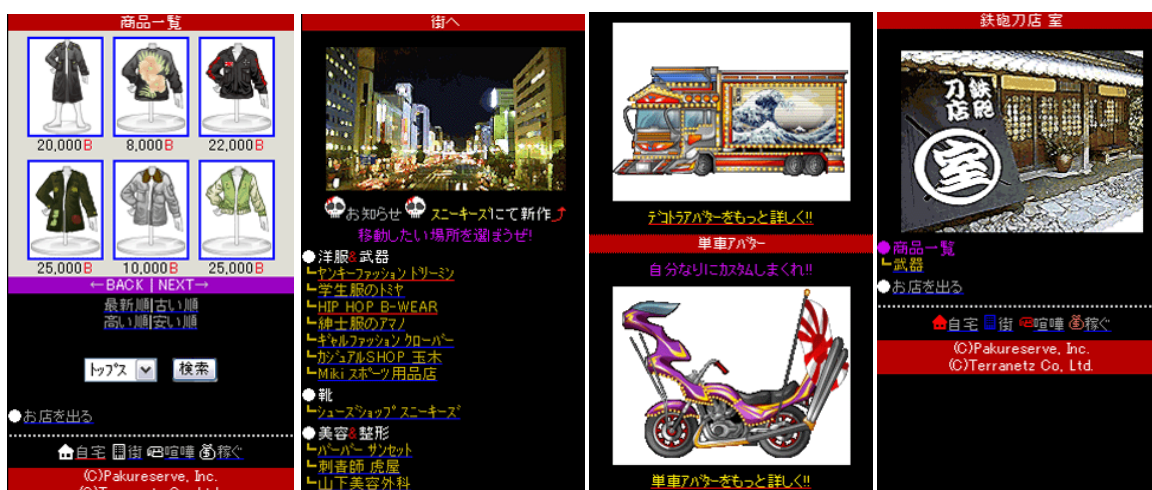 商品一覧
20,000B 8,000B 22,000B
25,000B 10,000B 25,000B
←BACK | NEXT→
最新順|古い順
高い順|安い順
トップス 検索
●お店を出る
自宅 街 喧嘩 稼ぐ
(C)Pakureserve, Inc.
街へ
お知らせ スニーキーズにて新作
移動したい場所を選ぼうぜ!
●洋服&武器
┗ヤンキーファッション ドリーミン
┗学生服のトミヤ
┗HIP HOP B-WEAR
┗紳士服のアマノ
┗ギャルファッション クローバー
┗カジュアルSHOP 玉木
┗Miki スポーツ用品店
●靴
┗シューズショップ スニーキーズ
●美容&整形
┗バーバー サンセット
┗刺青師 虎屋
┗山下美容外科
デコトラアバターをもっと詳しく!!
単車アバター
自分なりにカスタムしまくれ!!
単車アバターをもっと詳しく!!
鉄砲刀店 室
鉄砲
刀店
室
●商品一覧
┗武器
●お店を出る
自宅 街 喧嘩 稼ぐ
(C)Pakureserve, Inc.
(C)Terranetz Co, Ltd.